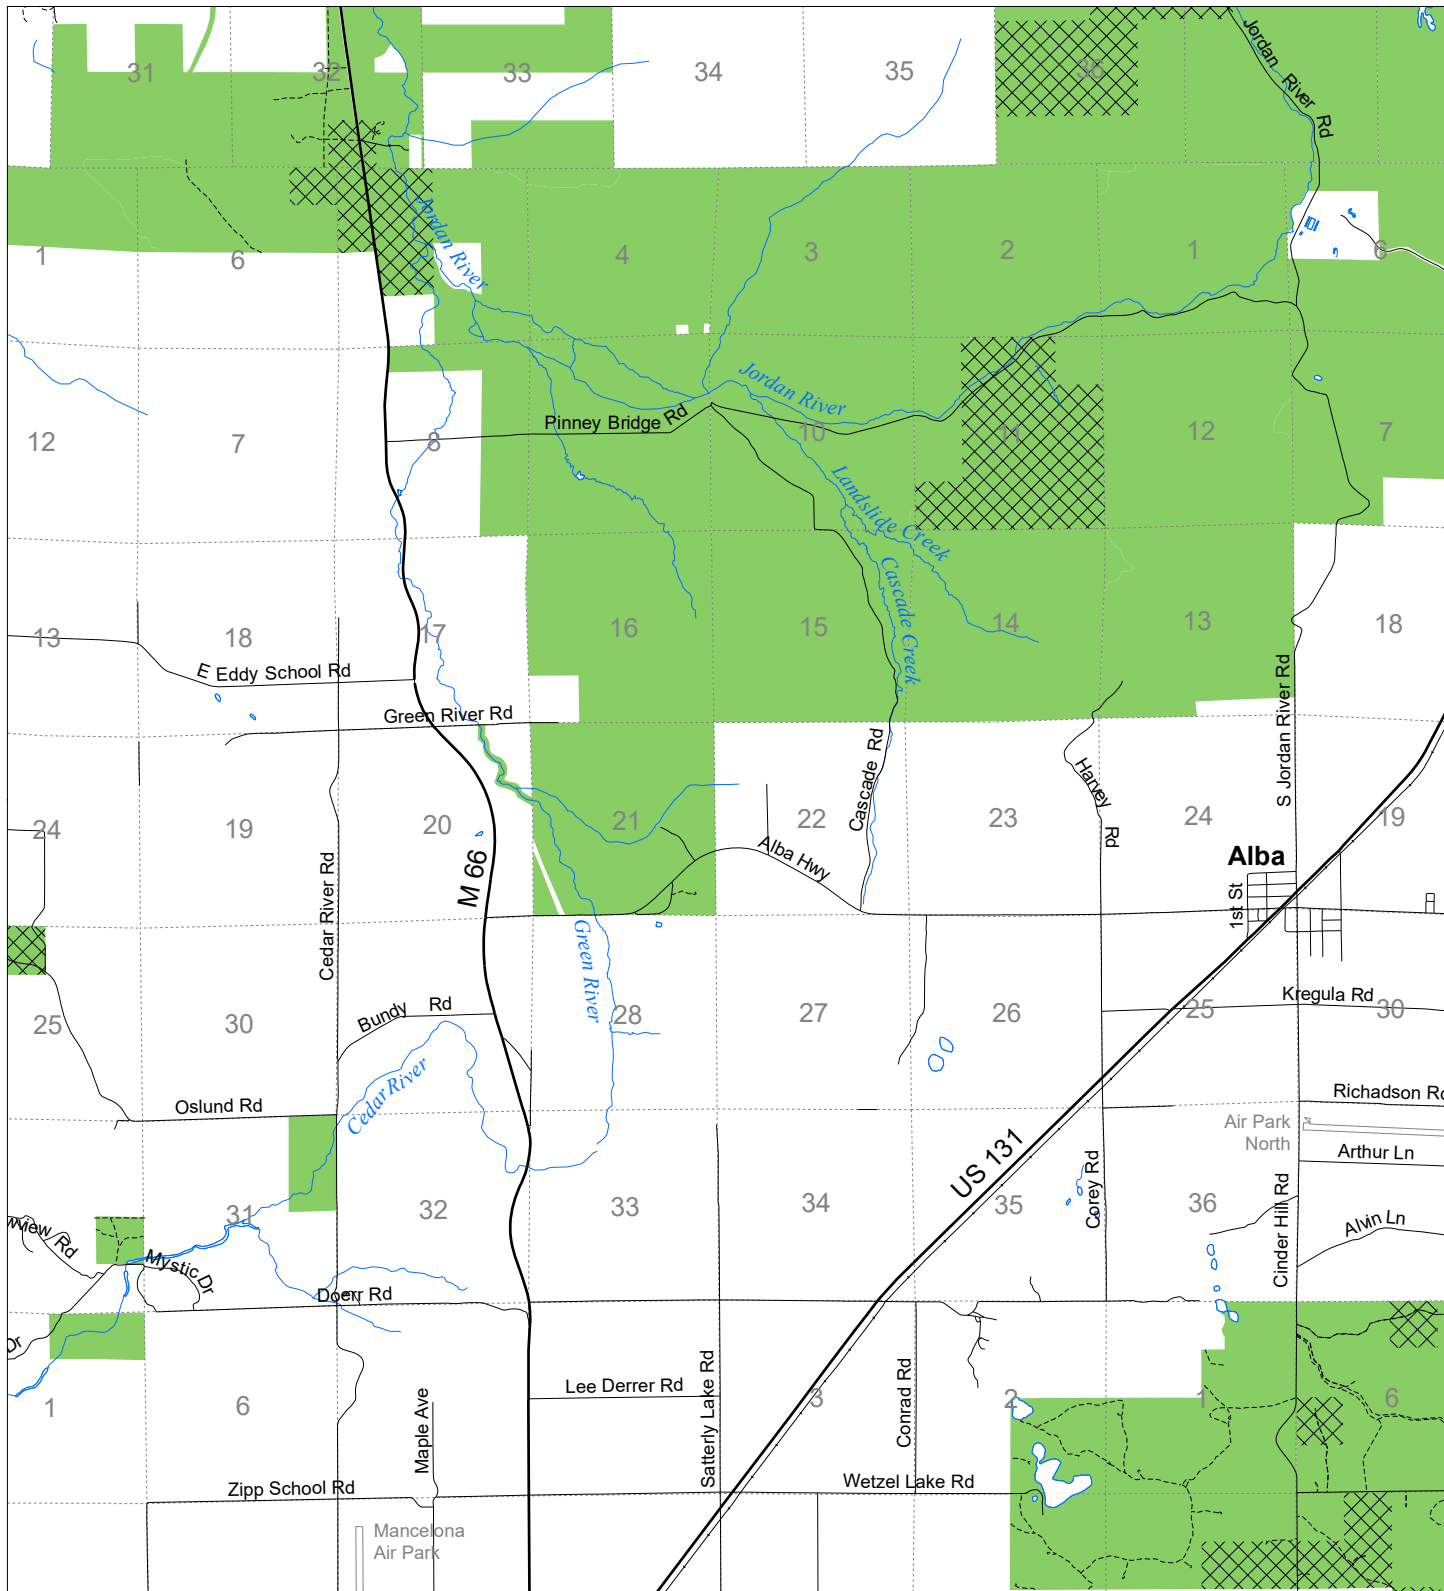 31
32
33
34
35
36
Jordan River Rd
1
6
Jordan River
4
3
2
1
6
12
7
8
Pinney Bridge Rd
Jordan River
10
11
12
7
Landslide Creek
Cascade Creek
13
18
17
16
15
14
13
18
E Eddy School Rd
Green River Rd
S Jordan River Rd
Cascade Rd
Harvey Rd
24
19
20
21
22
23
24
19
M 66
Alba Hwy
Alba
1st St
Cedar River Rd
Green River
25
30
Bundy Rd
28
27
26
25
Kregula Rd
30
Cedar River
Oslund Rd
Richadson Rd
Air Park
North
Arthur Ln
US 131
Corey Rd
31
32
33
34
35
36
Cinder Hill Rd
Alvin Ln
wview Rd
Mystic Dr
Doerr Rd
Dr
1
6
Maple Ave
Lee Derrer Rd
Satterly Lake Rd
3
Conrad Rd
2
1
6
Zipp School Rd
Wetzel Lake Rd
Mancelona
Air Park